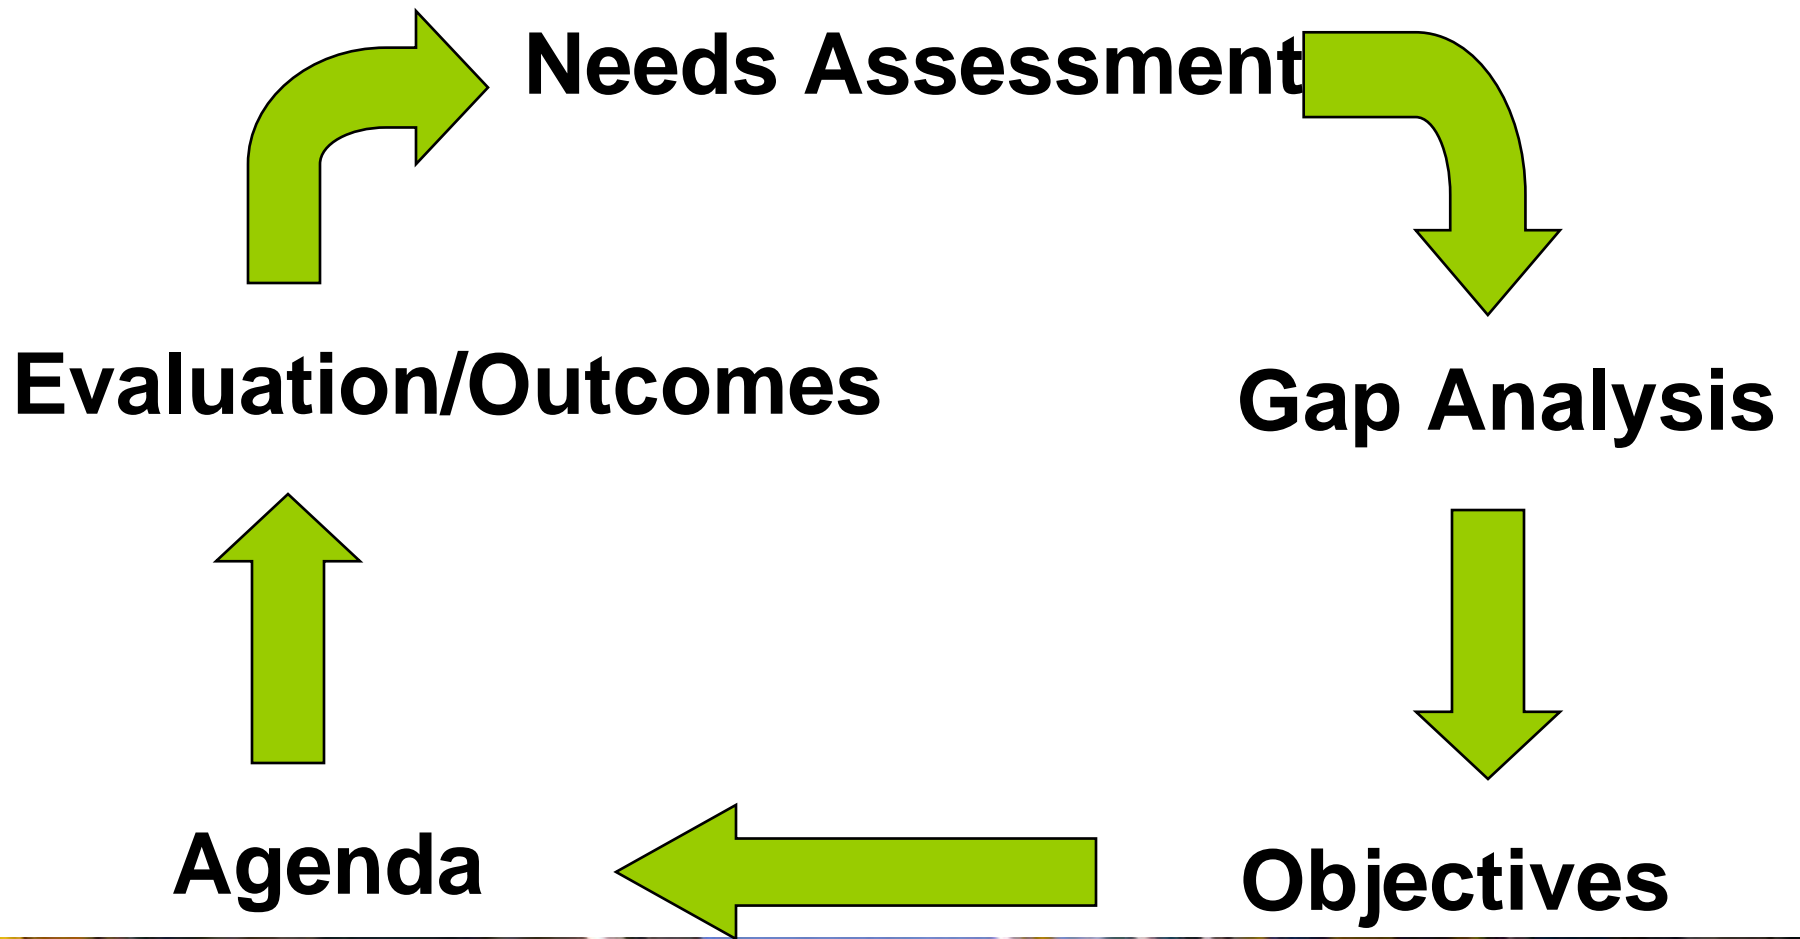 Needs Assessment
Evaluation/Outcomes
Gap Analysis
Agenda
Objectives